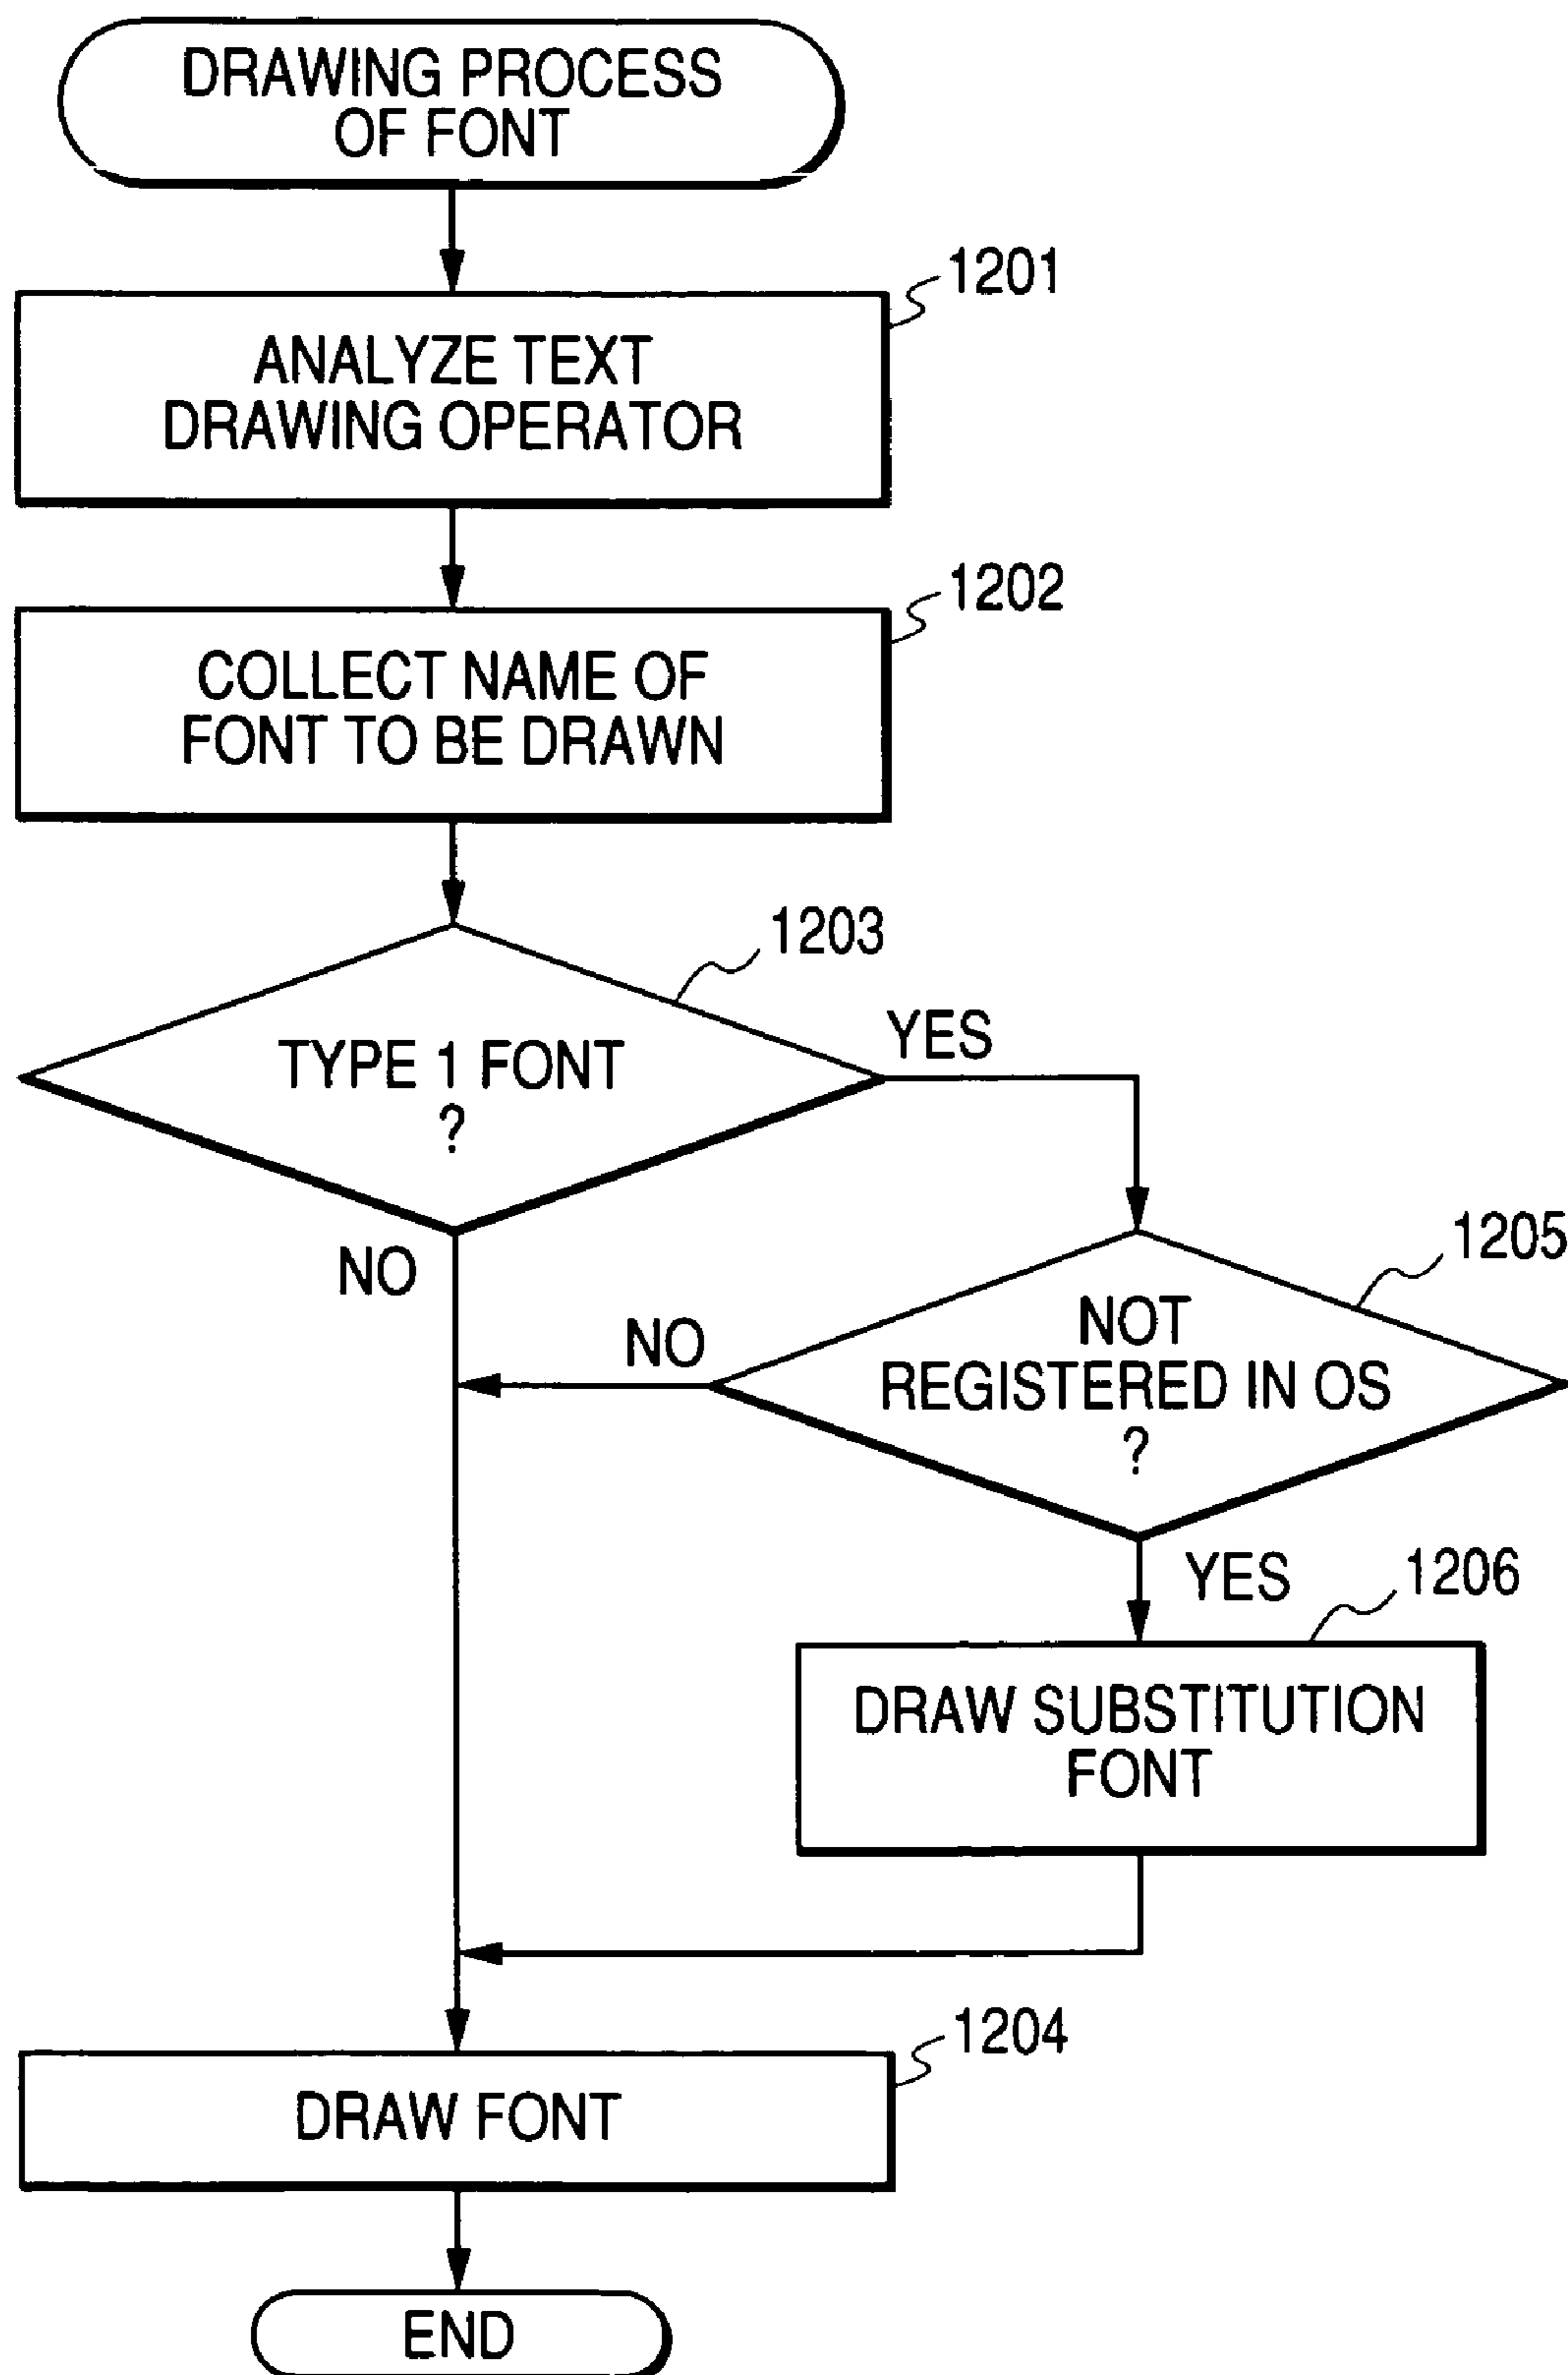 DRAWING PROCESS
OF FONT
1201
ANALYZE TEXT
DRAWING OPERATOR
1202
COLLECT NAME OF
FONT TO BE DRAWN
1203
TYPE 1 FONT
?
YES
NO
1205
NOT
REGISTERED IN OS
?
NO
YES
1206
DRAW SUBSTITUTION
FONT
1204
DRAW FONT
END